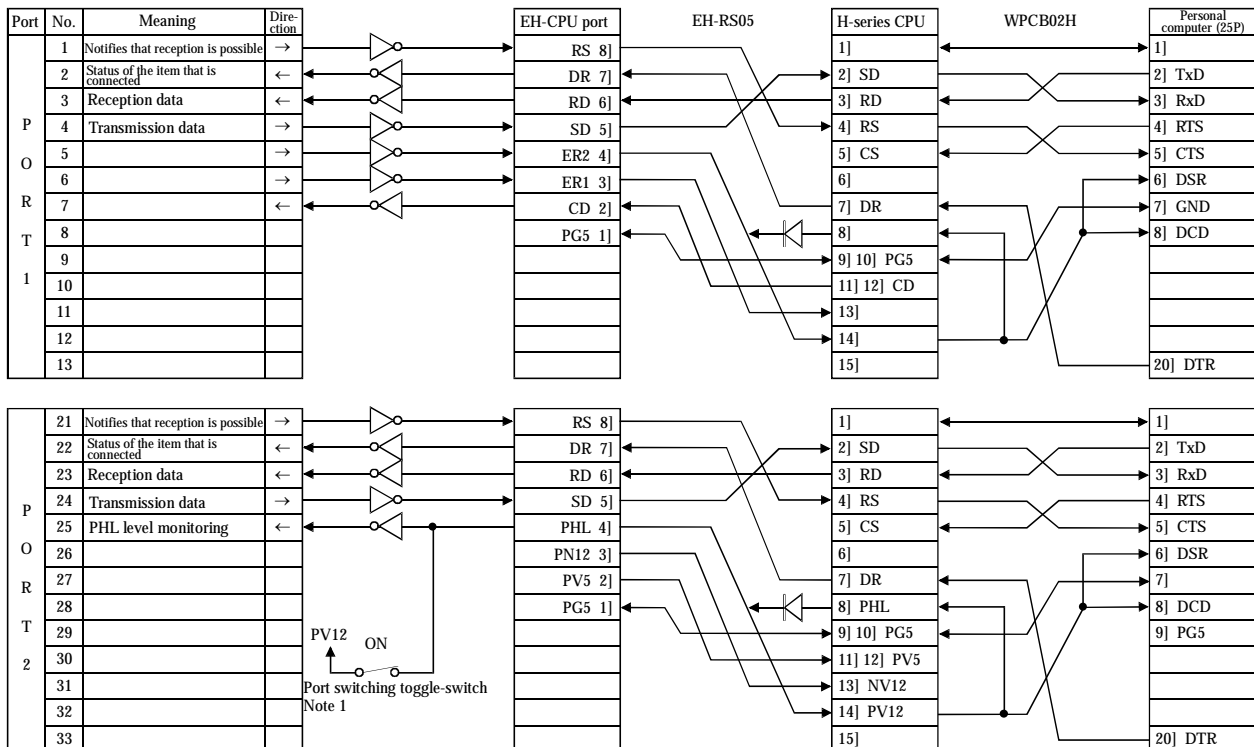 Port No. Meaning Dire-ction EH-CPU port EH-RS05 H-series CPU WPCB02H Personal computer (25P)
1 Notifies that reception is possible → RS 8] 1] 1]
2 Status of the item that is connected ← DR 7] 2] SD 2] TxD
3 Reception data ← RD 6] 3] RD 3] RxD
P 4 Transmission data → SD 5] 4] RS 4] RTS
O 5 → ER2 4] 5] CS 5] CTS
6 → ER1 3] 6] 6] DSR
R 7 ← CD 2] 7] DR 7] GND
T 8 PG5 1] 8] 8] DCD
9 9] 10] PG5
1 10 11] 12] CD
11 13]
12 14]
13 15] 20] DTR
21 Notifies that reception is possible → RS 8] 1] 1]
22 Status of the item that is connected ← DR 7] 2] SD 2] TxD
23 Reception data ← RD 6] 3] RD 3] RxD
P 24 Transmission data → SD 5] 4] RS 4] RTS
25 PHL level monitoring ← PHL 4] 5] CS 5] CTS
O 26 PN12 3] 6] 6] DSR
R 27 PV5 2] 7] DR 7]
28 PG5 1] 8] PHL 8] DCD
T 29 PV12 ON 9] 10] PG5 9] PG5
2 30 11] 12] PV5
31 Port switching toggle-switch 13] NV12
32 Note 1 14] PV12
33 15] 20] DTR